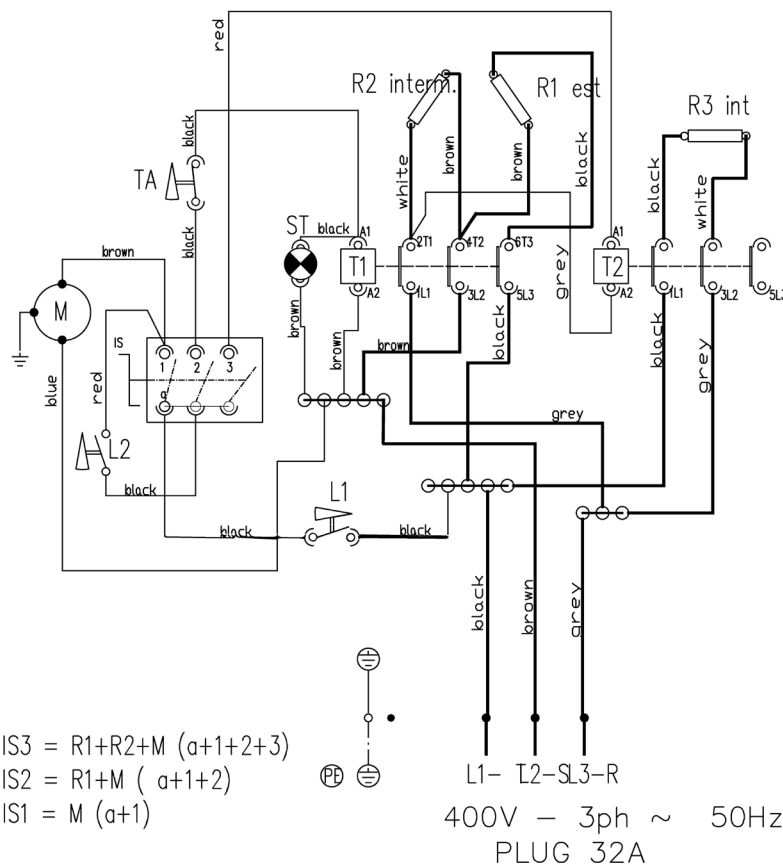 red
R2 interm.
R1 est
R3 int
black
TA
white
brown
brown
black
black
white
black
ST
black
A1
2T1
4T2
6T3
A1
brown
T1
T2
grey
M
A2
1L1
3L2
5L3
A2
1L1
3L2
5L3
brown
brown
black
black
IS
1
2
3
brown
grey
blue
red
a
grey
L2
black
L1
black
black
black
brown
grey
IS3 = R1+R2+M (a+1+2+3)
IS2 = R1+M ( a+1+2)
IS1 = M (a+1)
PE
L1- T
L2-S
L3-R
400V - 3ph ~ 50Hz
PLUG 32A